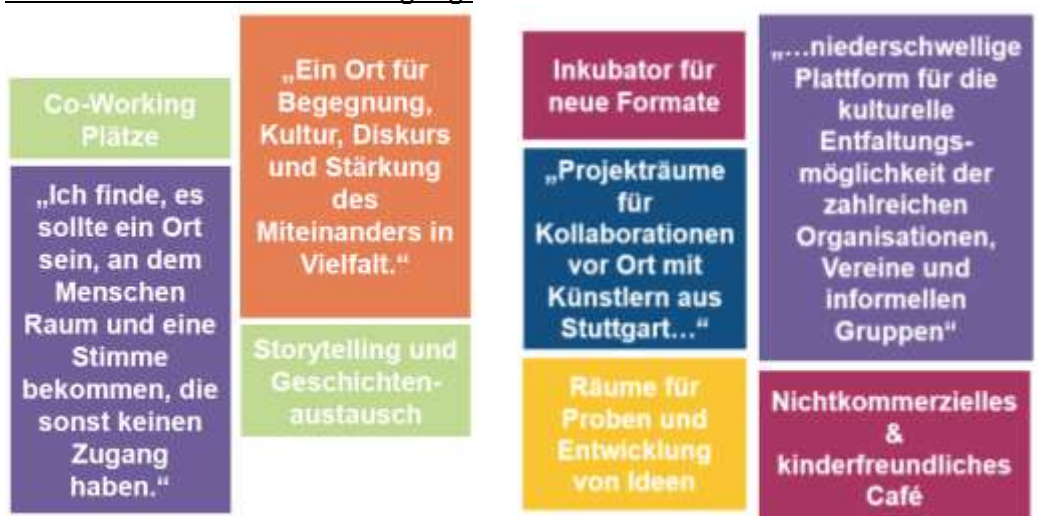 Co-Working
Plätze
„Ich finde, es
sollte ein Ort
sein, an dem
Menschen
Raum und eine
Stimme
bekommen, die
sonst keinen
Zugang
haben.“
„Ein Ort für
Begegnung,
Kultur, Diskurs
und Stärkung
des
Miteinanders in
Vielfalt.“
Storytelling und
Geschichten-
austausch
Inkubator für
neue Formate
„Projekträume
für
Kollaborationen
vor Ort mit
Künstlern aus
Stuttgart…“
Räume für
Proben und
Entwicklung
von Ideen
„…niederschwellige
Plattform für die
kulturelle
Entfaltungs-
möglichkeit der
zahlreichen
Organisationen,
Vereine und
informellen
Gruppen“
Nichtkommerzielles
&
kinderfreundliches
Café